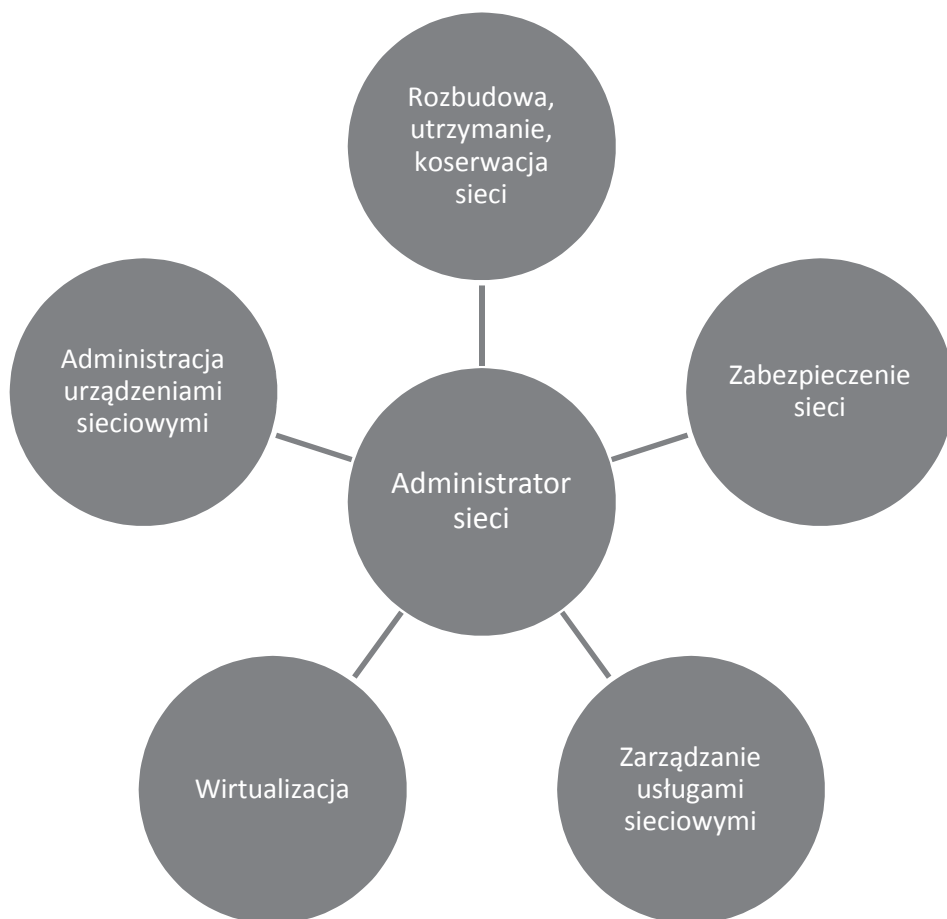 Rozbudowa,
utrzymanie,
koserwacja
sieci
Administracja
urządzeniami
sieciowymi
Zabezpieczenie
sieci
Administrator
sieci
Wirtualizacja
Zarządzanie
usługami
sieciowymi